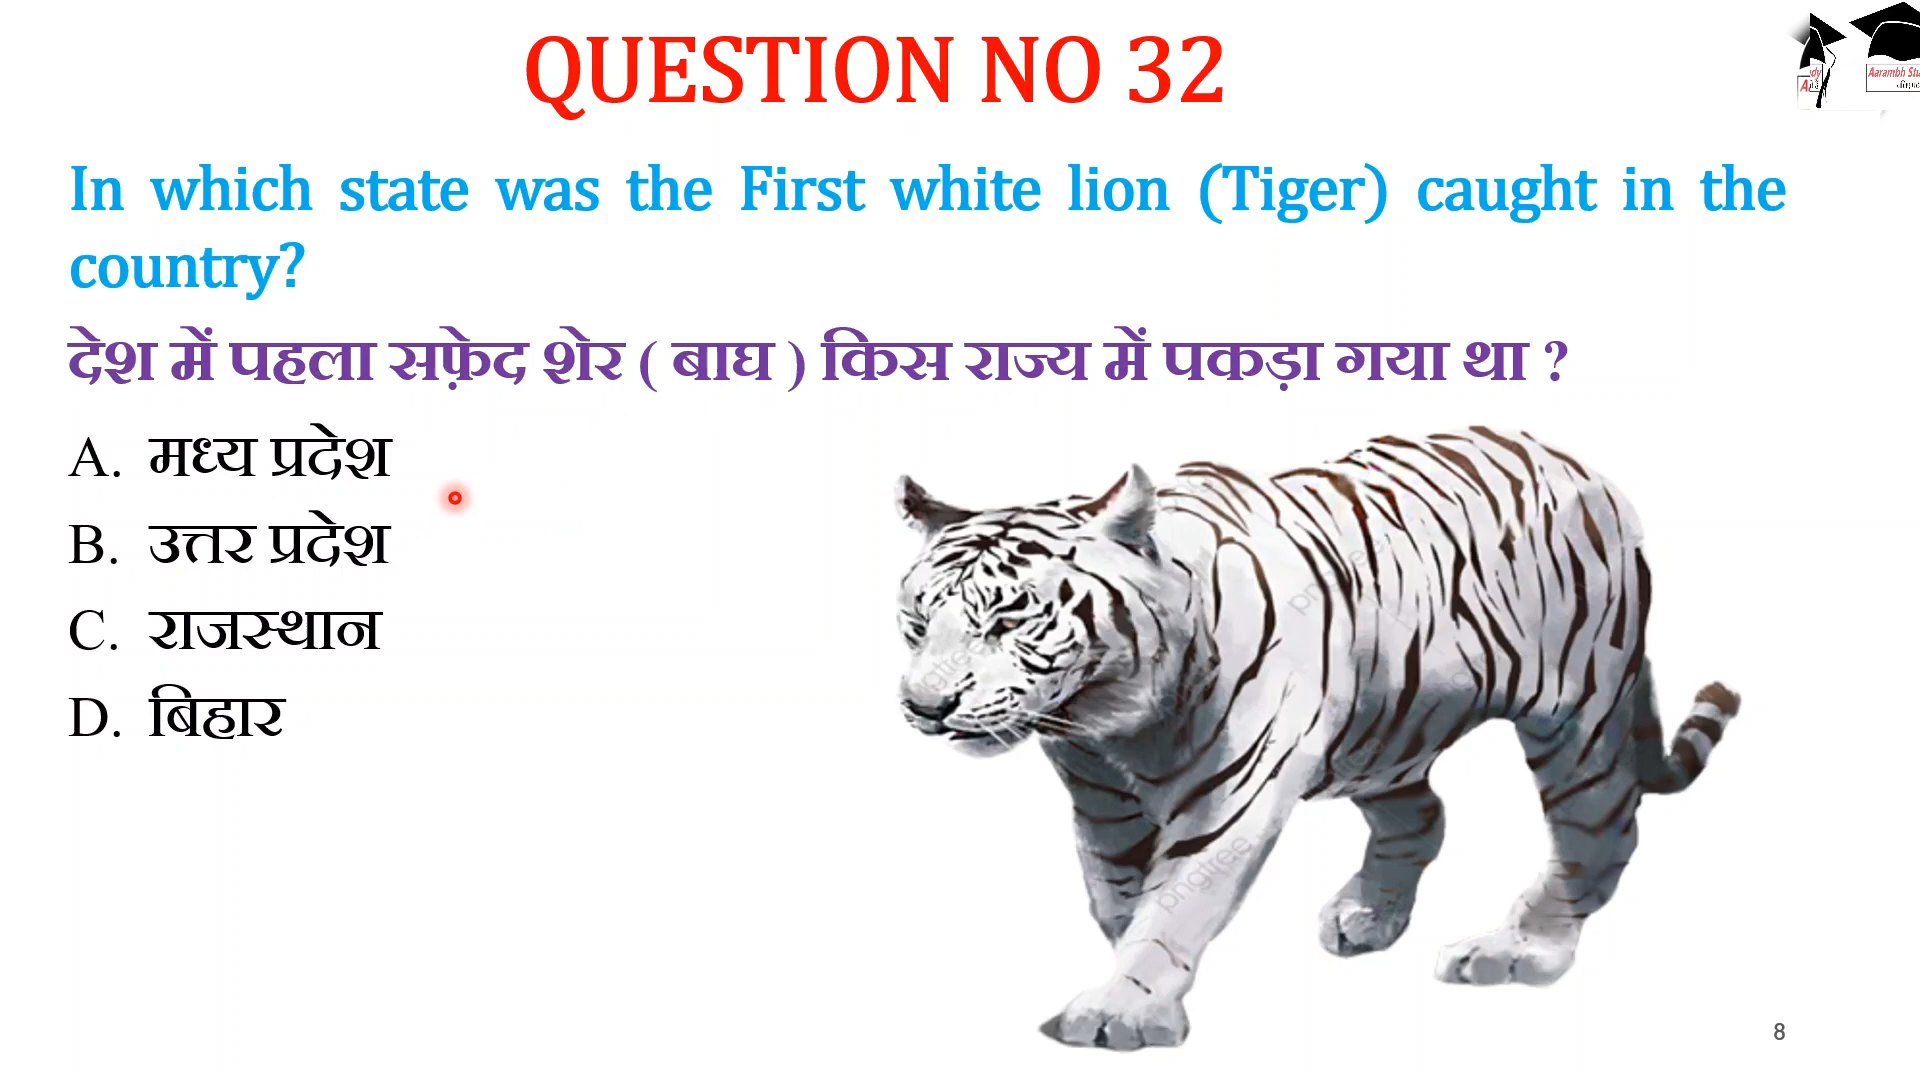 QUESTION NO 32
In which state was the First white lion (Tiger) caught in the
country?
देश में पहला सफ़ेद शेर ( बाघ ) किस राज्य में पकड़ा गया था ?
A. मध्य प्रदेश
B. उत्तर प्रदेश
C. राजस्थान
D. बिहार
pngtree
8